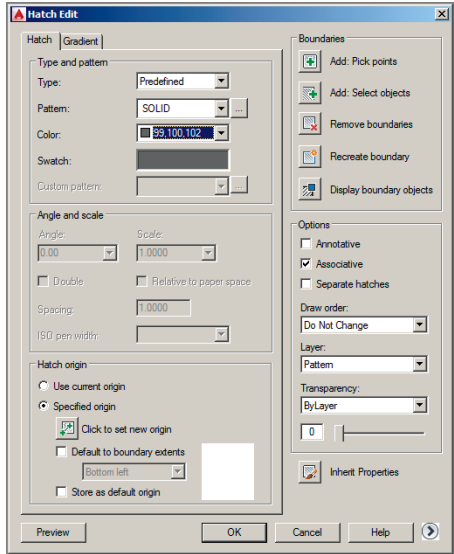 Hatch Edit
Hatch
Gradient
Type and pattern
Type:
Predefined
Pattern:
SOLID
...
Color:
99,100,102
Swatch:
Custom pattern:
...
Angle and scale
Angle:
Scale:
0.00
1.0000
Double
Relative to paper space
Spacing:
1.0000
ISO pen width:
Hatch origin
Use current origin
Specified origin
Click to set new origin
Default to boundary extents
Bottom left
Store as default origin
Boundaries
Add: Pick points
Add: Select objects
Remove boundaries
Recreate boundary
Display boundary objects
Options
Annotative
Associative
Separate hatches
Draw order:
Do Not Change
Layer:
Pattern
Transparency:
ByLayer
0
Inherit Properties
Preview
OK
Cancel
Help